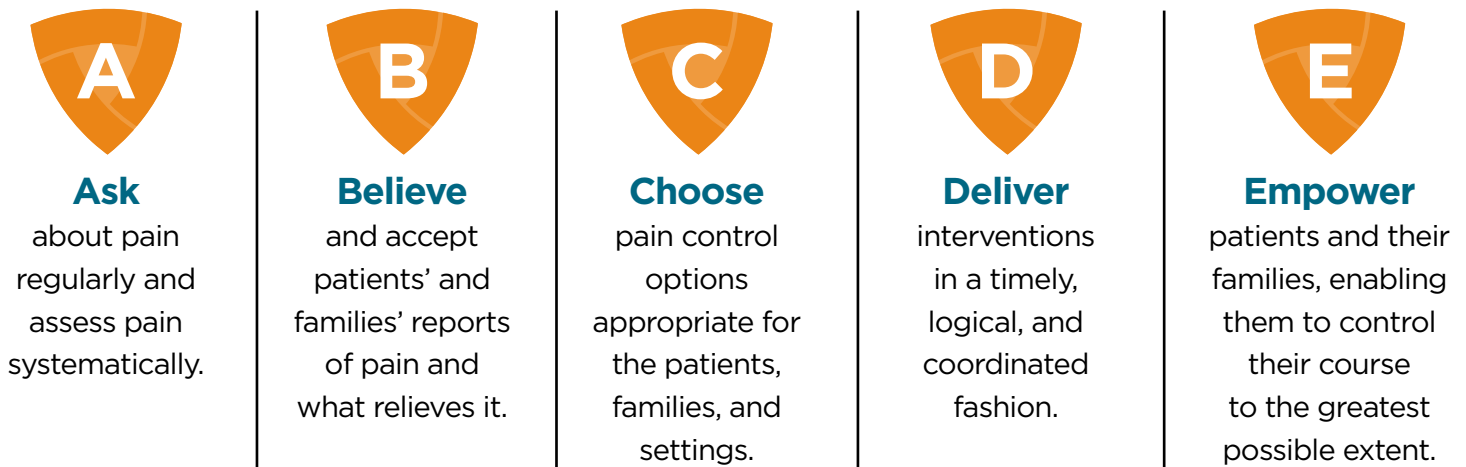 A
Ask
about pain
regularly and
assess pain
systematically.
B
Believe
and accept
patients’ and
families’ reports
of pain and
what relieves it.
C
Choose
pain control
options
appropriate for
the patients,
families, and
settings.
D
Deliver
interventions
in a timely,
logical, and
coordinated
fashion.
E
Empower
patients and their
families, enabling
them to control
their course
to the greatest
possible extent.